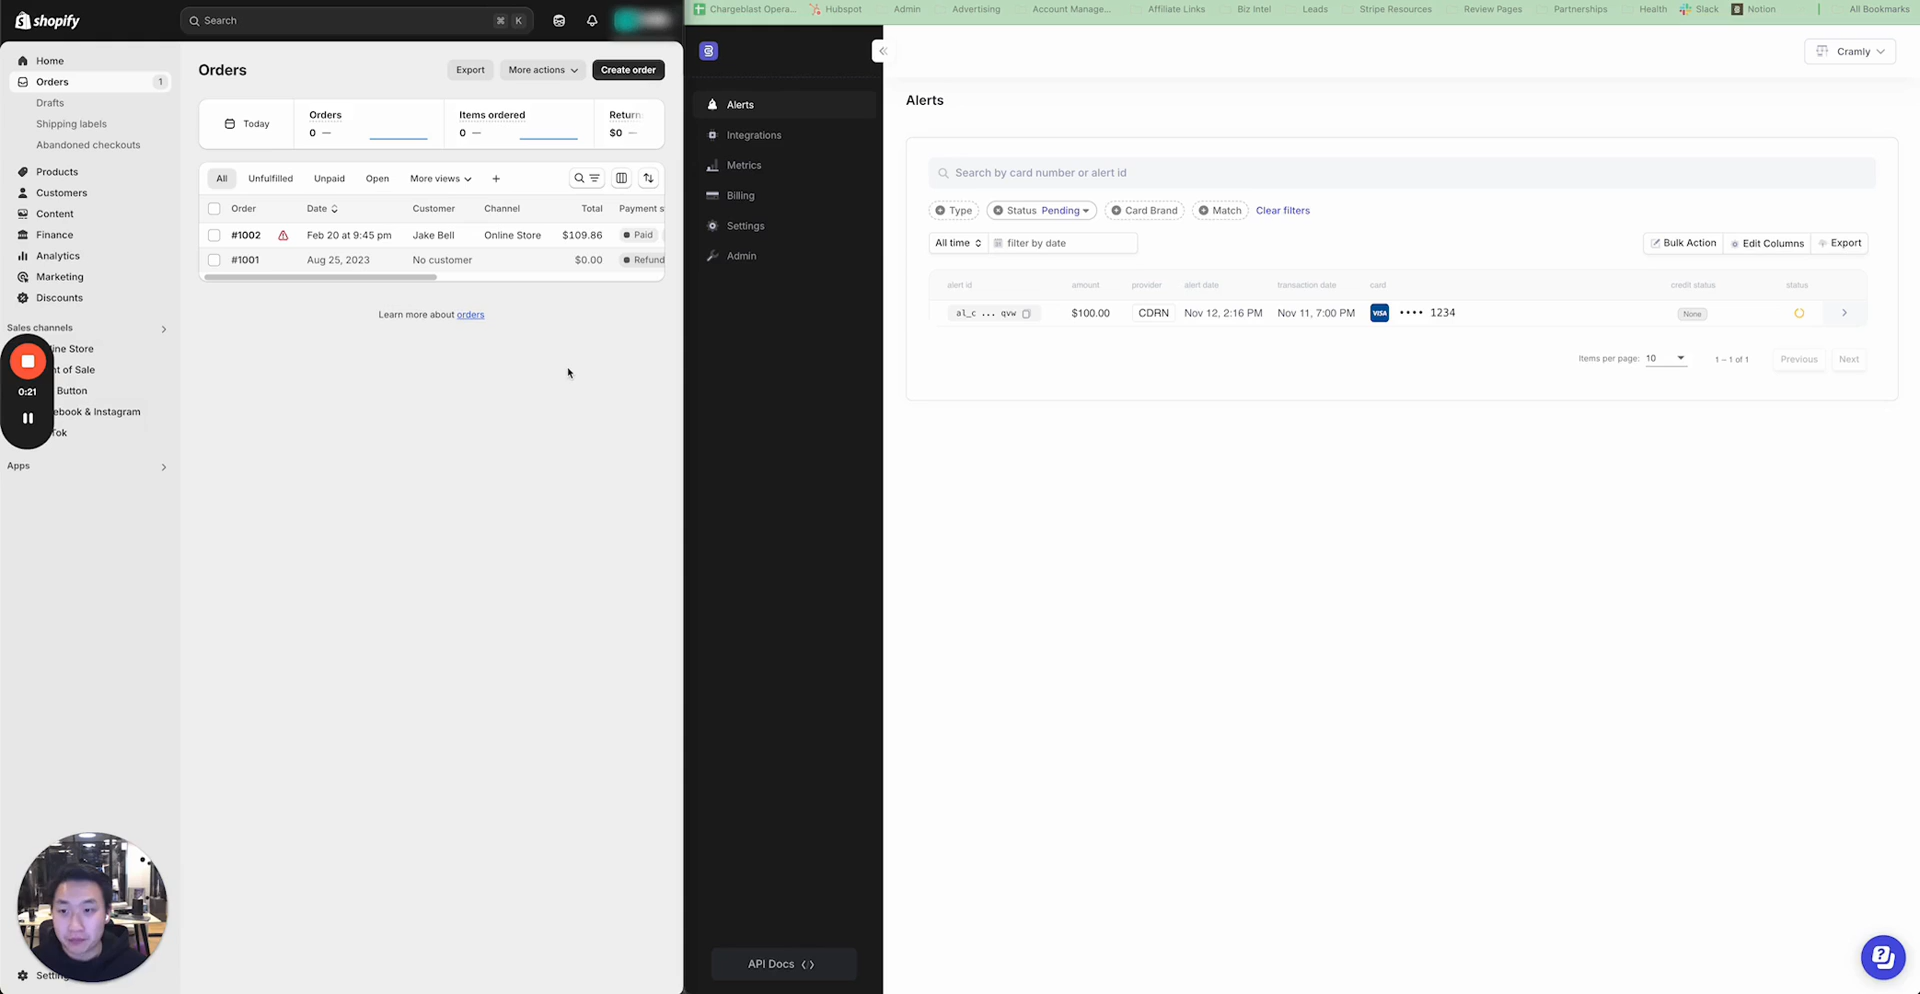 shopify
Search
⌘ K
Home
Orders 1
Drafts
Shipping labels
Abandoned checkouts
Products
Customers
Content
Finance
Analytics
Marketing
Discounts
Sales channels
ine Store
nt of Sale
Button
ebook & Instagram
Tok
Apps
0:21
Setting
Orders
Export
More actions
Create order
Today
Orders
0 —
Items ordered
0 —
Return
$0 —
All Unfulfilled Unpaid Open More views +
Order Date Customer Channel Total Payment s
#1002 Feb 20 at 9:45 pm Jake Bell Online Store $109.86 Paid
#1001 Aug 25, 2023 No customer $0.00 Refund
Learn more about orders
Chargeblast Opera... Hubspot Admin Advertising Account Manage... Affiliate Links Biz Intel Leads Stripe Resources Review Pages Partnerships Health Slack Notion All Bookmarks
Alerts
Integrations
Metrics
Billing
Settings
Admin
API Docs
Cramly
Alerts
Search by card number or alert id
Type Status Pending Card Brand Match Clear filters
All time filter by date
Bulk Action Edit Columns Export
alert id amount provider alert date transaction date card credit status status
al_c ... qvw $100.00 CDRN Nov 12, 2:16 PM Nov 11, 7:00 PM VISA •••• 1234 None
Items per page: 10 1 – 1 of 1 Previous Next